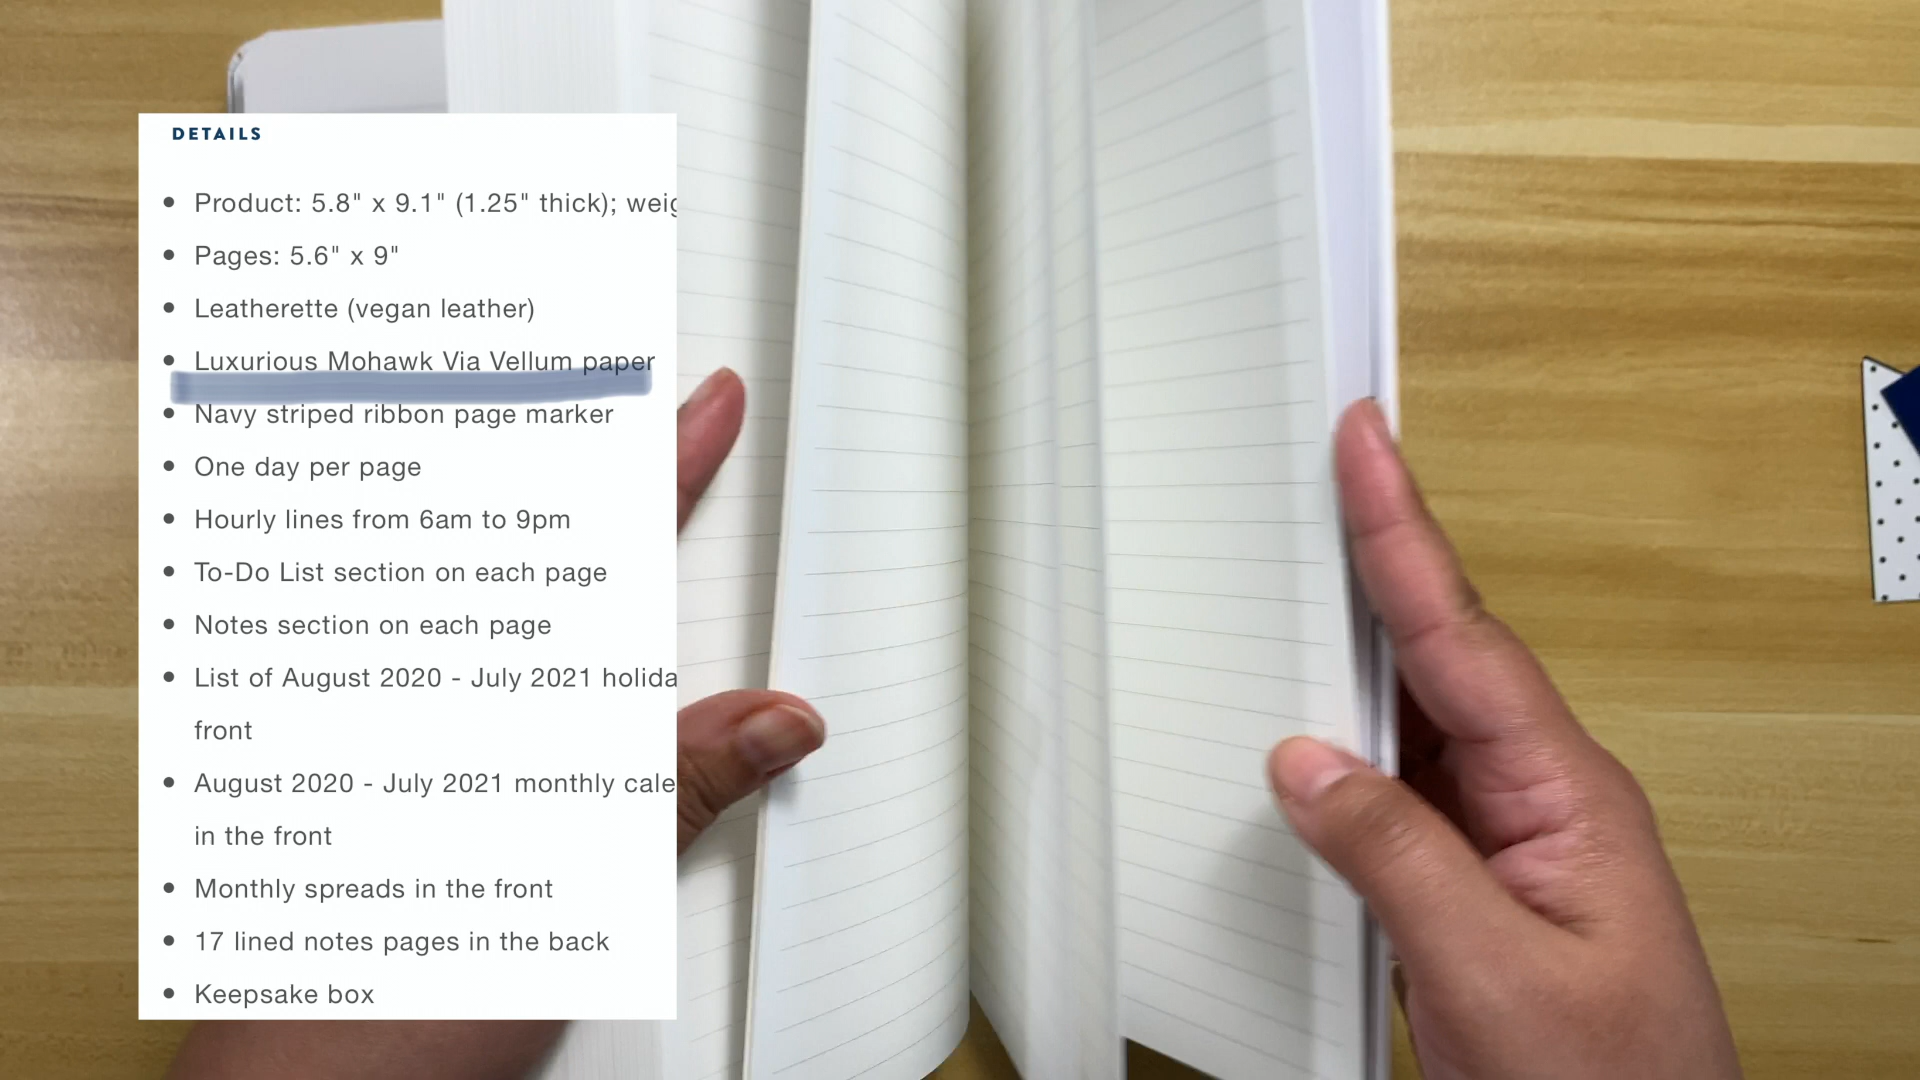 DETAILS
Product: 5.8" x 9.1" (1.25" thick);
Pages: 5.6" x 9"
Leatherette (vegan leather)
Luxurious Mohawk Via Vellum paper
Navy striped ribbon page marker
One day per page
Hourly lines from 6am to 9pm
To-Do List section on each page
Notes section on each page
List of August 2020 - July 2021
front
August 2020 - July 2021 monthly
in the front
Monthly spreads in the front
17 lined notes pages in the back
Keepsake box